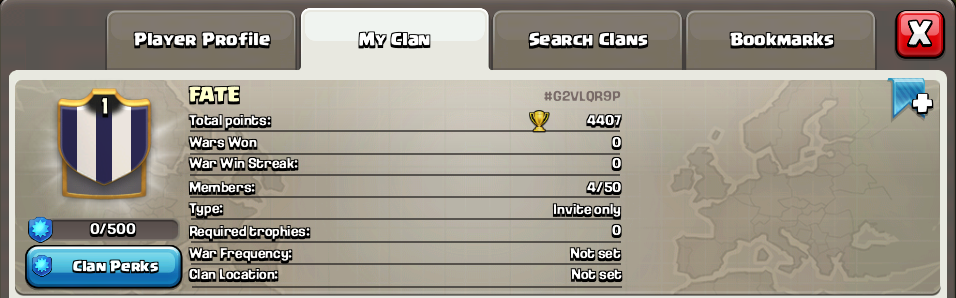 Player Profile
My Clan
Search Clans
Bookmarks
X
1
FATE
#G2VLQR9P
Total points: 4407
Wars Won 0
War Win Streak: 0
Members: 4/50
Type: Invite only
Required trophies: 0
War Frequency: Not set
Clan Location: Not set
0/500
Clan Perks